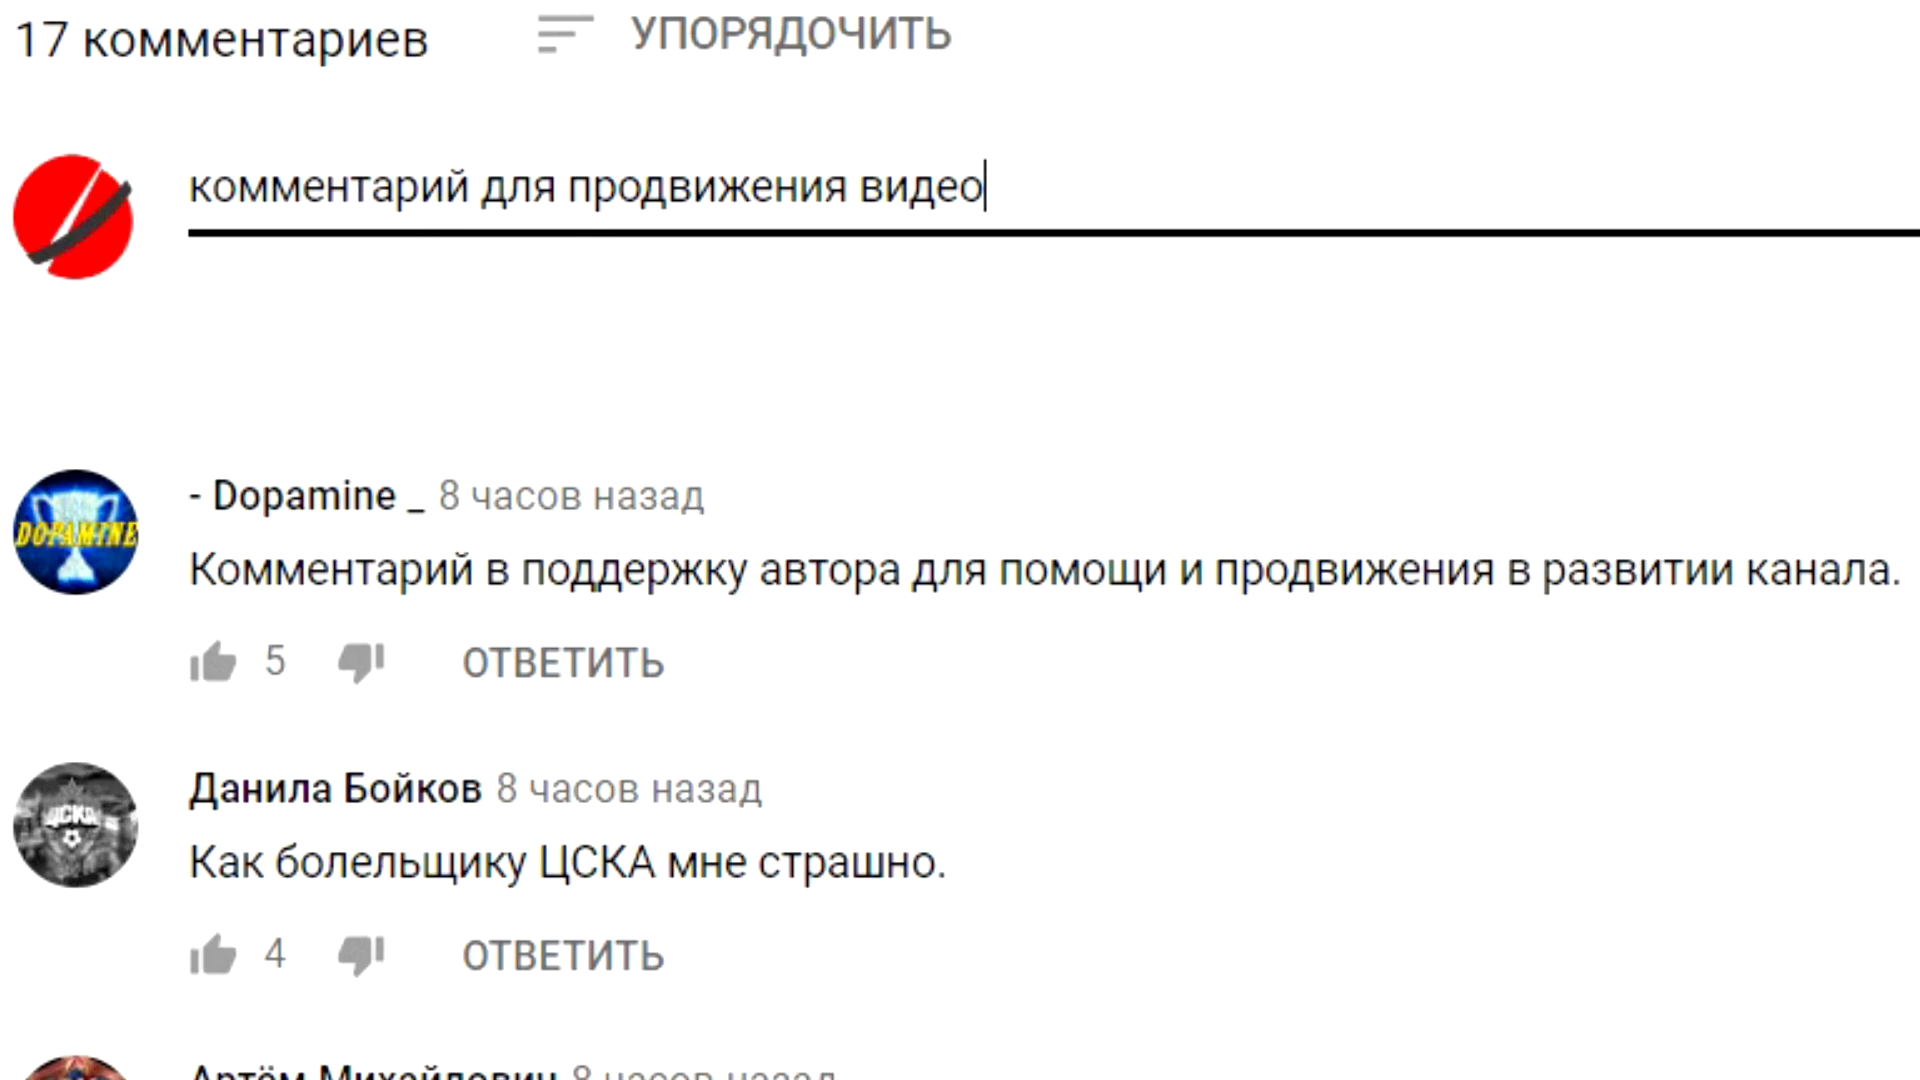 17 комментариев УПОРЯДОЧИТЬ
комментарий для продвижения видео
- Dopamine _ 8 часов назад
DOPAMINE
Комментарий в поддержку автора для помощи и продвижения в развитии канала.
5 ОТВЕТИТЬ
Данила Бойков 8 часов назад
ЦСКА
Как болельщику ЦСКА мне страшно.
4 ОТВЕТИТЬ
Артём Михайлович 8 часов назад